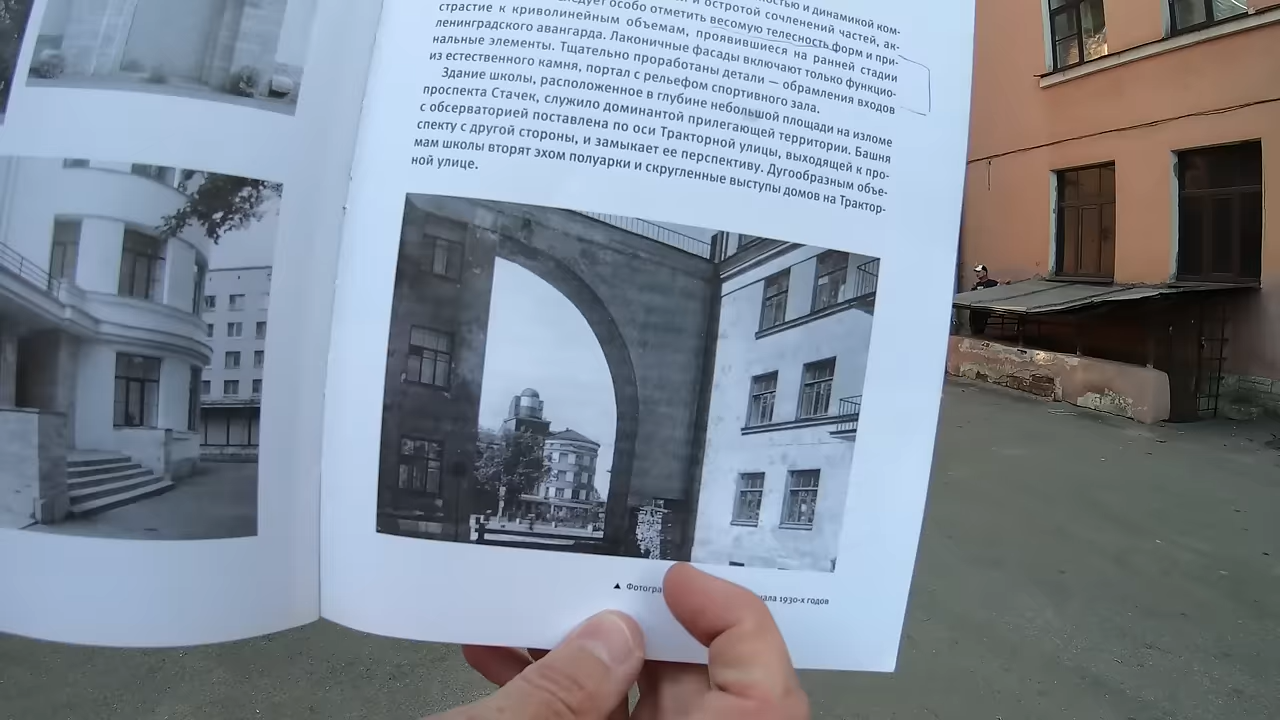 ностью и динамикой ком-
следует особо отметить весомую телесность форм и при-
и остротой сочленений частей, ак-
страстие к криволинейным объемам, проявившиеся на ранней стадии
ленинградского авангарда. Лаконичные фасады включают только функцио-
нальные элементы. Тщательно проработаны детали — обрамления входов
из естественного камня, портал с рельефом спортивного зала.
Здание школы, расположенное в глубине небольшой площади на изломе
проспекта Стачек, служило доминантой прилегающей территории. Башня
с обсерваторией поставлена по оси Тракторной улицы, выходящей к про-
спекту с другой стороны, и замыкает ее перспективу. Дугообразным объе-
мам школы вторят эхом полуарки и скругленные выступы домов на Трактор-
ной улице.
▲ Фотогра чала 1930-х годов